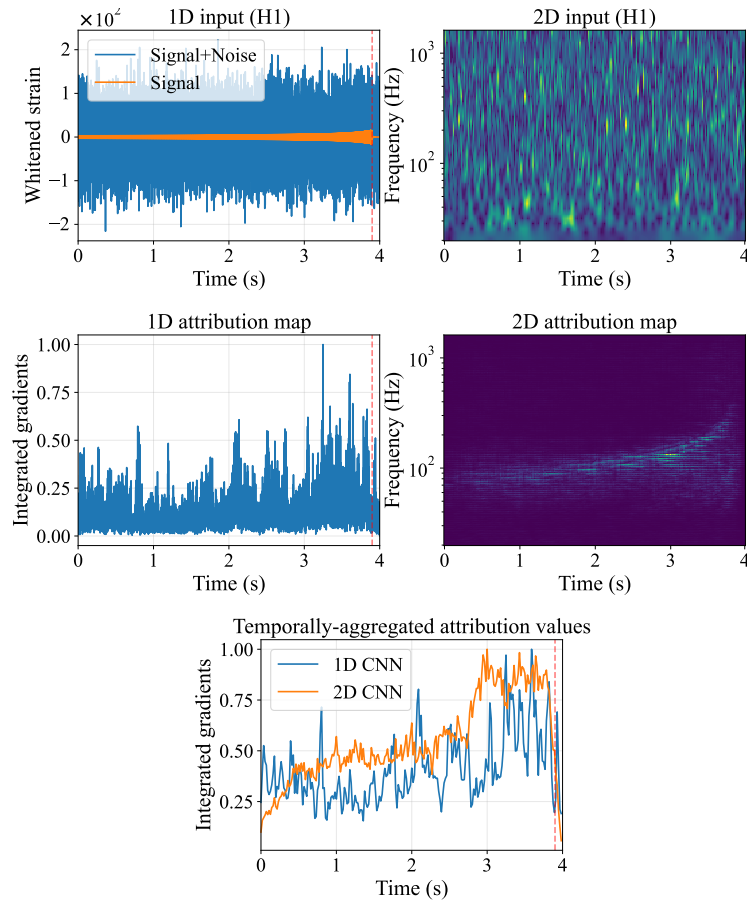 ×10²
1D input (H1)
Whitened strain
2
1
0
−1
−2
Signal+Noise
Signal
0 1 2 3 4
Time (s)
2D input (H1)
Frequency (Hz)
10³
10²
0 1 2 3 4
Time (s)
1D attribution map
Integrated gradients
1.00
0.75
0.50
0.25
0.00
0 1 2 3 4
Time (s)
2D attribution map
Frequency (Hz)
10³
10²
0 1 2 3 4
Time (s)
Temporally-aggregated attribution values
Integrated gradients
1.00
0.75
0.50
0.25
1D CNN
2D CNN
0 1 2 3 4
Time (s)